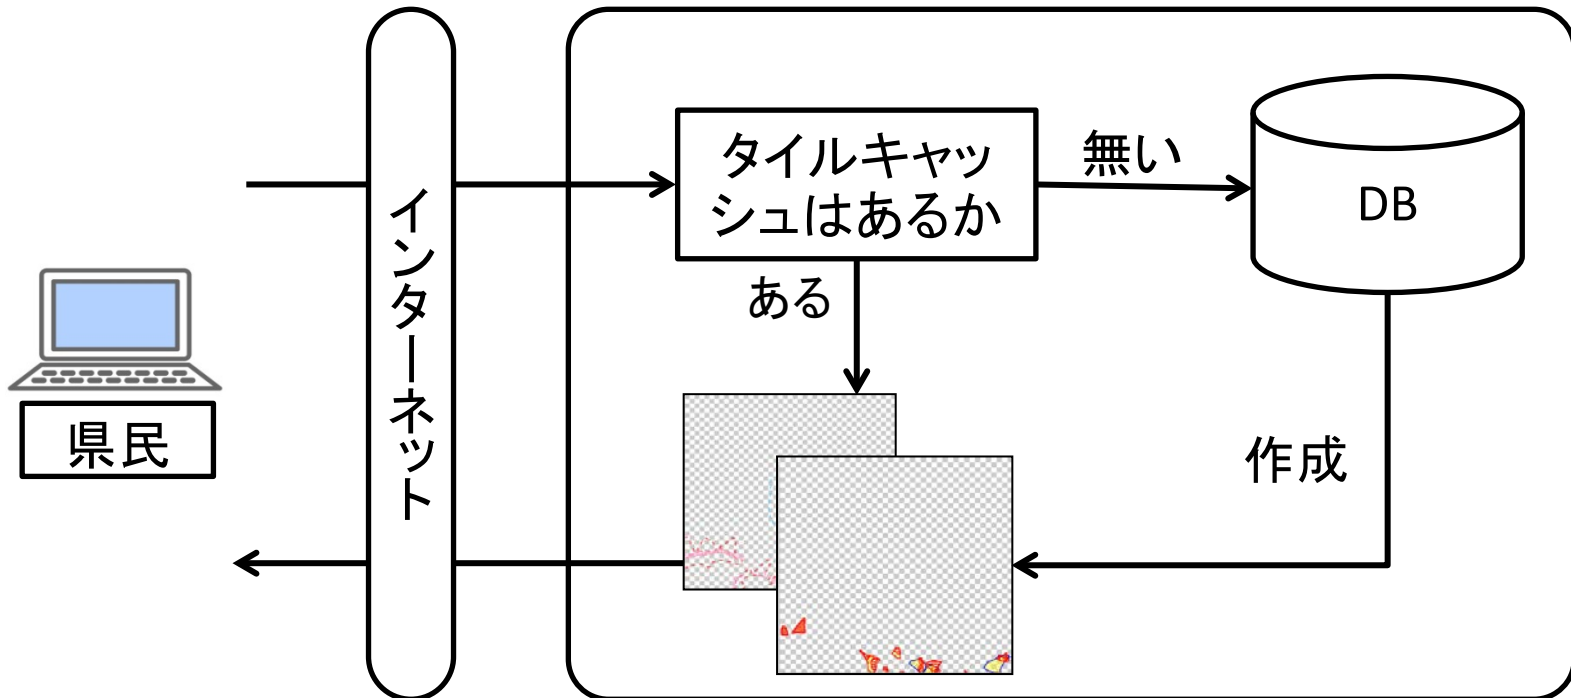 県民
インターネット
タイルキャッ
シュはあるか
無い
DB
ある
作成